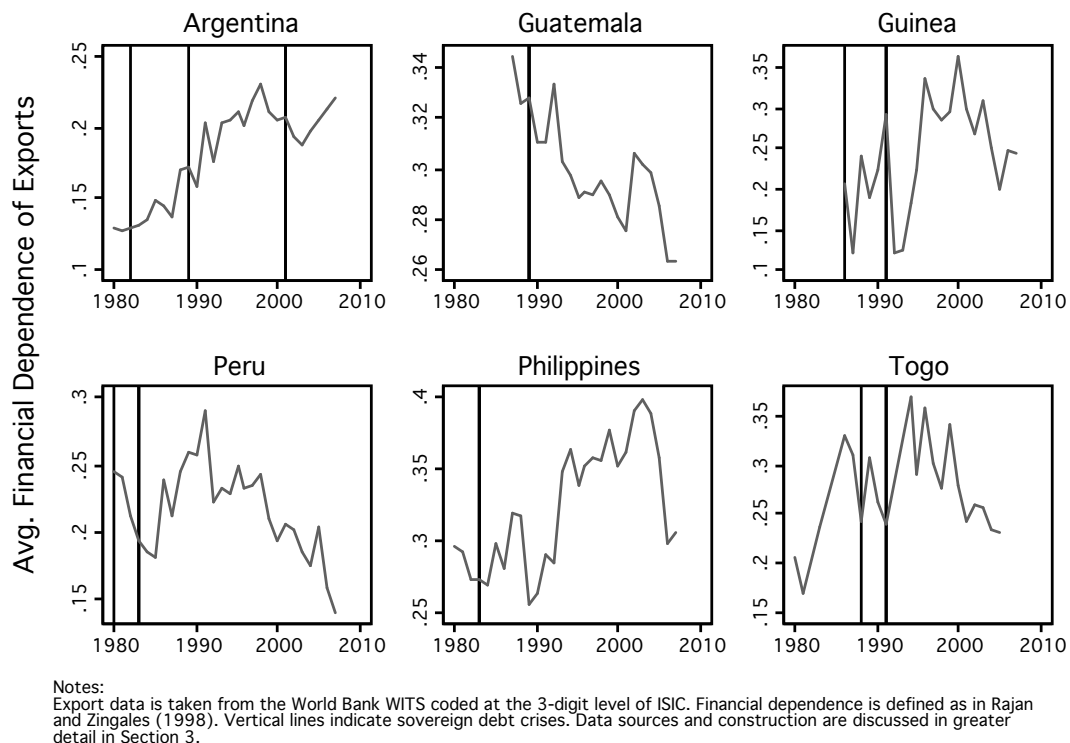 Avg. Financial Dependence of Exports
Argentina
.1 .15 .2 .25
1980 1990 2000 2010
Guatemala
.26 .28 .3 .32 .34
1980 1990 2000 2010
Guinea
.1 .15 .2 .25 .3 .35
1980 1990 2000 2010
Peru
.15 .2 .25 .3
1980 1990 2000 2010
Philippines
.25 .3 .35 .4
1980 1990 2000 2010
Togo
.15 .2 .25 .3 .35
1980 1990 2000 2010
Notes:
Export data is taken from the World Bank WITS coded at the 3-digit level of ISIC. Financial dependence is defined as in Rajan
and Zingales (1998). Vertical lines indicate sovereign debt crises. Data sources and construction are discussed in greater
detail in Section 3.